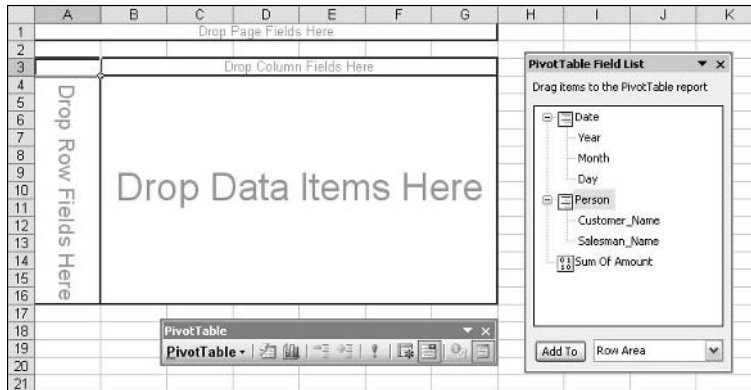 A B C D E F G H I J K
1 Drop Page Fields Here
2
3 Drop Column Fields Here
4
5
6
7
8
9
10
11
12
13
14
15
16
17
18
19
20
21
Drop Row Fields Here
Drop Data Items Here
PivotTable Field List
Drag items to the PivotTable report
Date
Year
Month
Day
Person
Customer_Name
Salesman_Name
Sum Of Amount
Add To Row Area
PivotTable
PivotTable